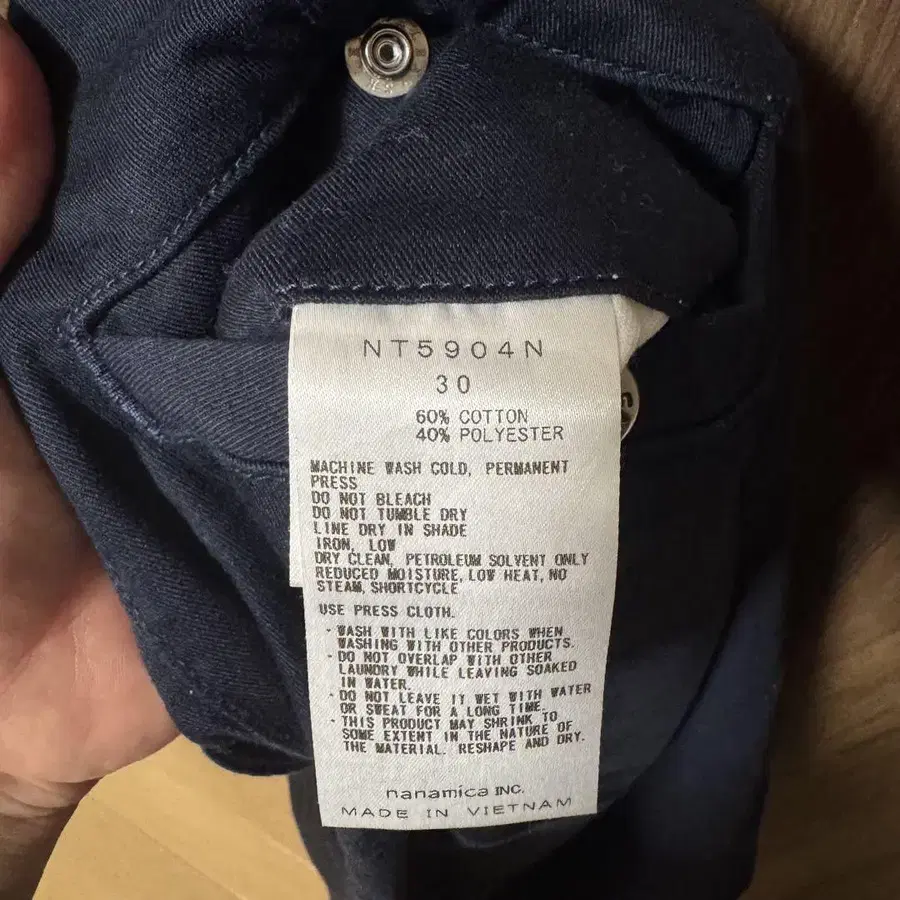 NT5904N
30
60% COTTON
40% POLYESTER
MACHINE WASH COLD, PERMANENT
PRESS
DO NOT BLEACH
DO NOT TUMBLE DRY
LINE DRY IN SHADE
IRON, LOW
DRY CLEAN, PETROLEUM SOLVENT ONLY
REDUCED MOISTURE, LOW HEAT, NO
STEAM, SHORTCYCLE
USE PRESS CLOTH.
・WASH WITH LIKE COLORS WHEN
WASHING WITH OTHER PRODUCTS.
・DO NOT OVERLAP WITH OTHER
LAUNDRY WHILE LEAVING SOAKED
IN WATER.
・DO NOT LEAVE IT WET WITH WATER
OR SWEAT FOR A LONG TIME.
・THIS PRODUCT MAY SHRINK TO
SOME EXTENT IN THE NATURE OF
THE MATERIAL. RESHAPE AND DRY.
nanamica INC.
MADE IN VIETNAM